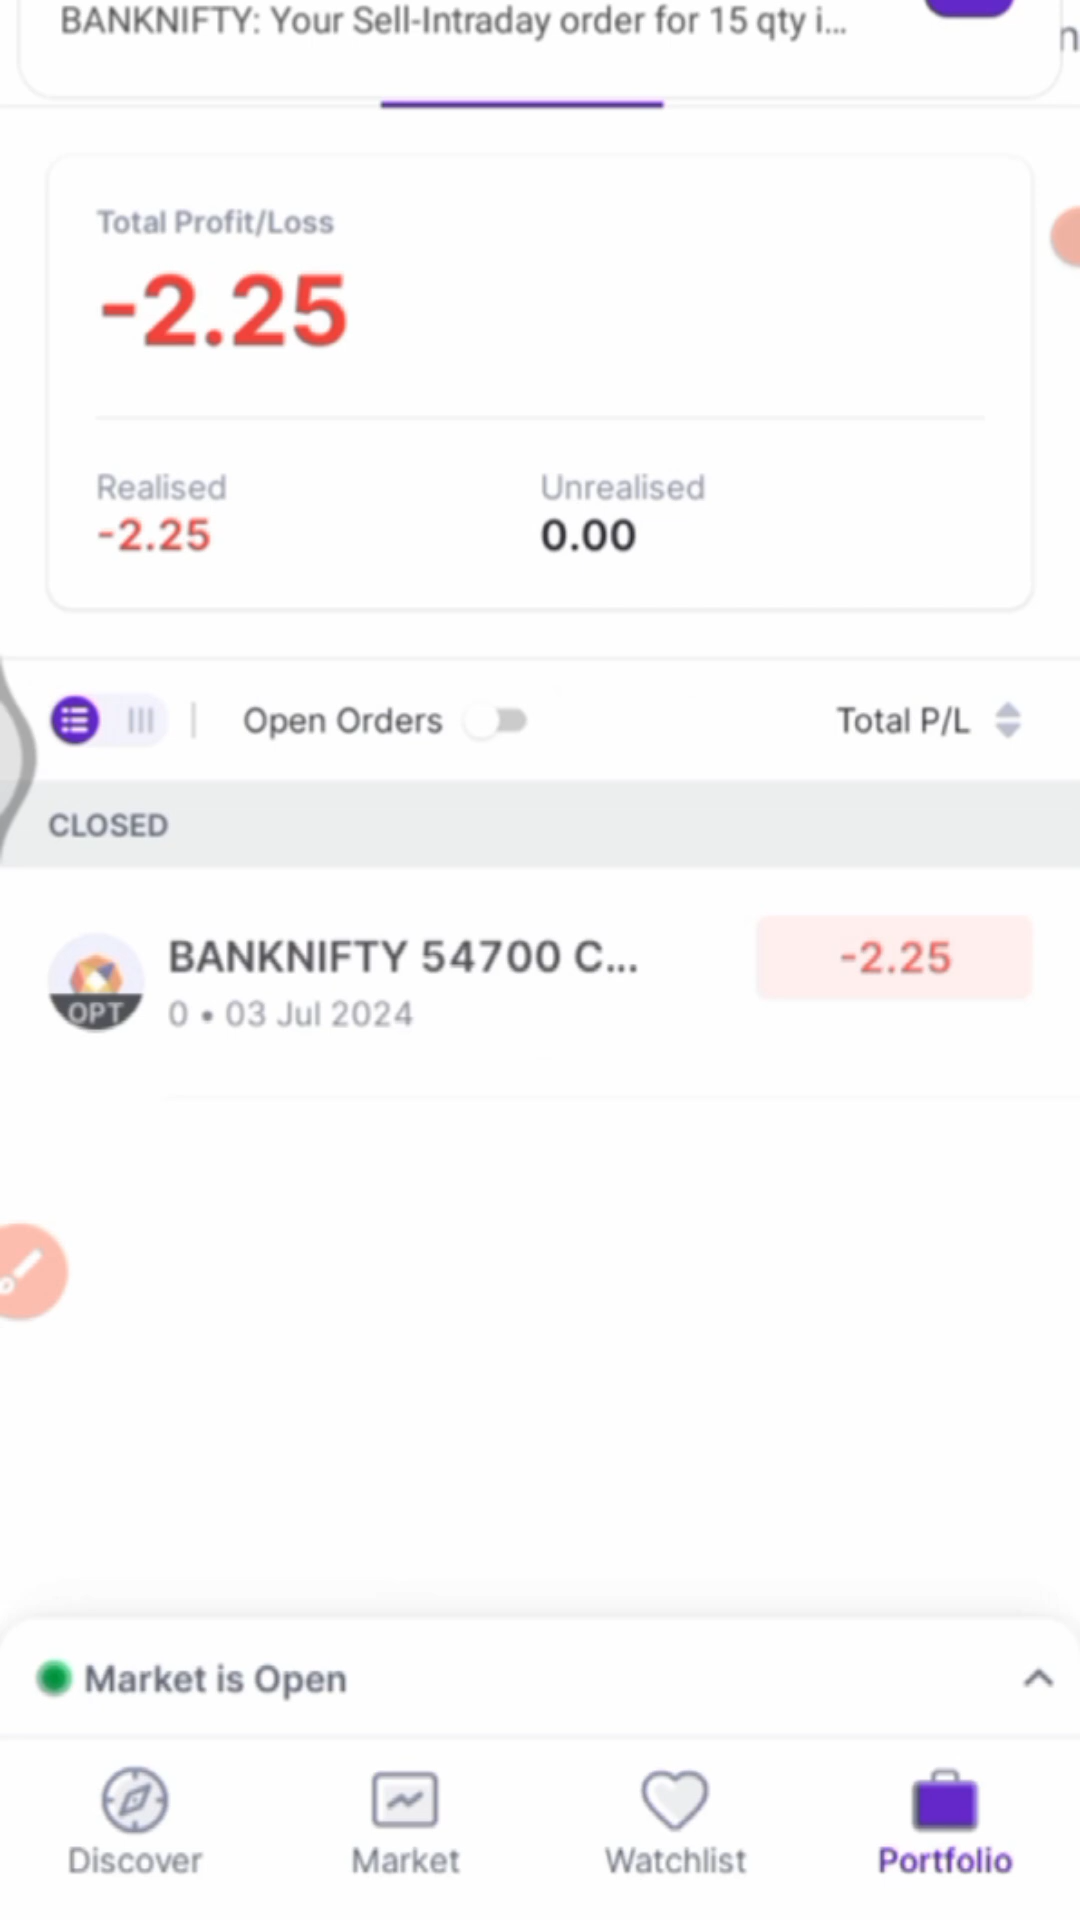 BANKNIFTY: Your Sell-Intraday order for 15 qty i...
n
Total Profit/Loss
-2.25
Realised
Unrealised
-2.25
0.00
Open Orders
Total P/L
CLOSED
BANKNIFTY 54700 C...
-2.25
OPT
0 • 03 Jul 2024
Market is Open
Discover
Market
Watchlist
Portfolio